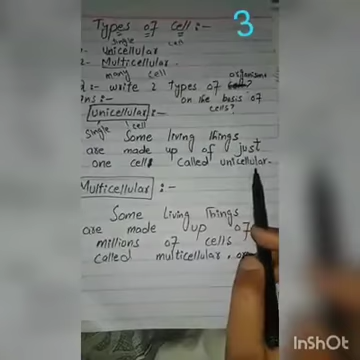 3
Types of Cell :-
single cell
1- Unicellular
2- Multicellular.
many cell
organisms
:- Write 2 Types of
Ans :- on the basis of
cells?
Unicellular :-
Single cell
Some living things
are made up of just
one cell called unicellular-
Multicellular :-
Some Living Things
are made up of
millions of cells
called multicellular.
InShOt